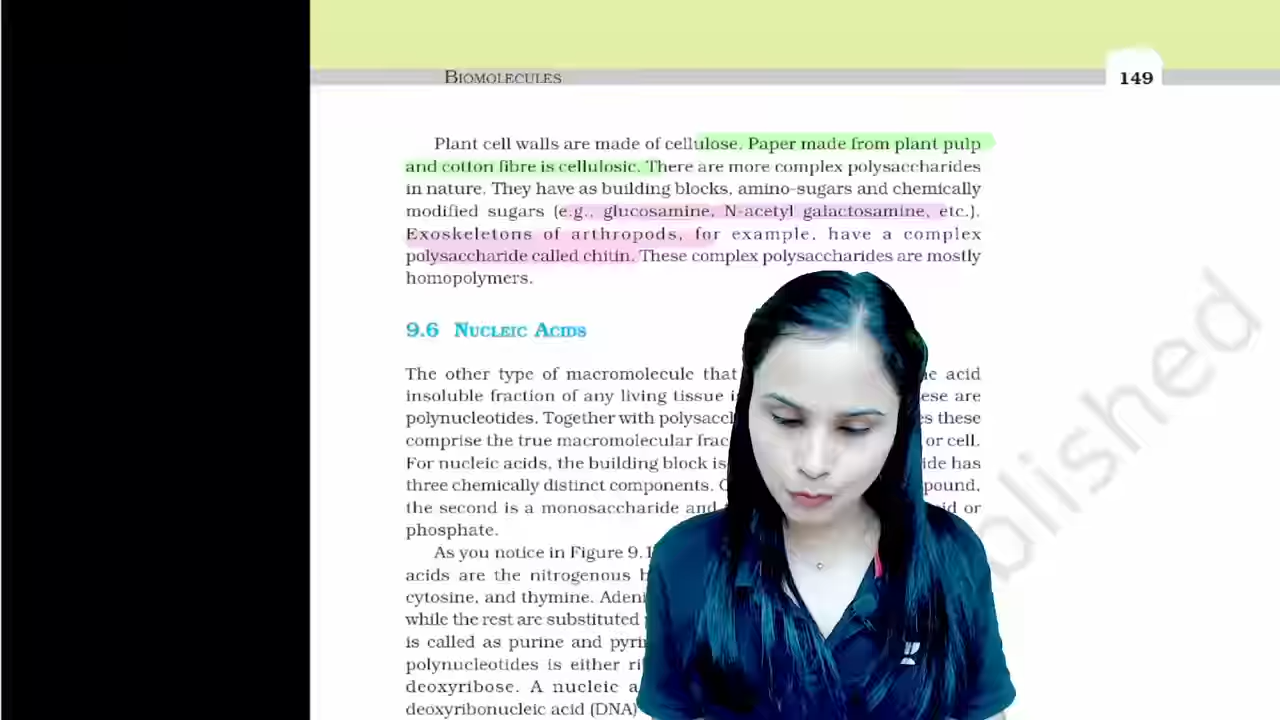 BIOMOLECULES
149
Plant cell walls are made of cellulose. Paper made from plant pulp
and cotton fibre is cellulosic. There are more complex polysaccharides
in nature. They have as building blocks, amino-sugars and chemically
modified sugars (e.g., glucosamine, N-acetyl galactosamine, etc.).
Exoskeletons of arthropods, for example, have a complex
polysaccharide called chitin. These complex polysaccharides are mostly
homopolymers.
9.6 NUCLEIC ACIDS
The other type of macromolecule that acid
insoluble fraction of any living tissue are
polynucleotides. Together with these
comprise the true macromolecular or cell.
For nucleic acids, the building block is has
three chemically distinct components.
the second is a monosaccharide and or
phosphate.
As you notice in Figure 9.
acids are the nitrogenous
cytosine, and thymine.
while the rest are substituted
is called as purine and
polynucleotides is either
deoxyribose. A nucleic
deoxyribonucleic acid (DNA)